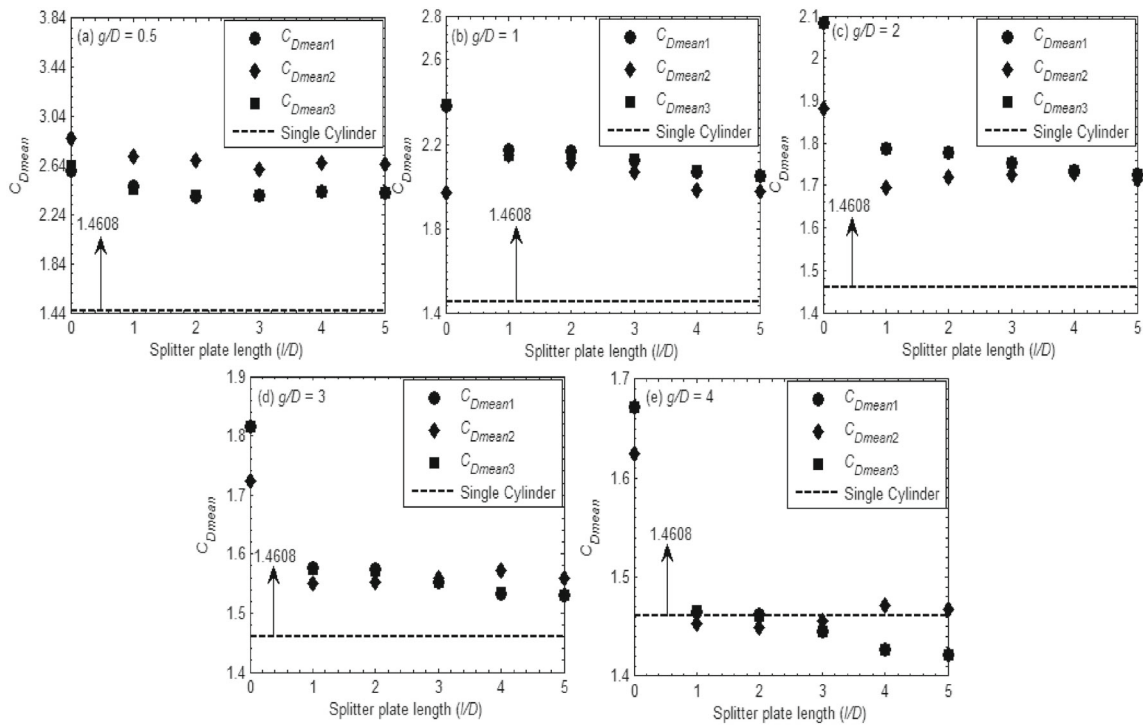 (a) g/D = 0.5
C_Dmean1
C_Dmean2
C_Dmean3
Single Cylinder
1.4608
C_Dmean
3.84
3.44
3.04
2.64
2.24
1.84
1.44
0 1 2 3 4 5
Splitter plate length (l/D)
(b) g/D = 1
C_Dmean1
C_Dmean2
C_Dmean3
Single Cylinder
1.4608
C_Dmean
2.8
2.5
2.2
1.9
1.8
1.4
0 1 2 3 4 5
Splitter plate length (l/D)
(c) g/D = 2
C_Dmean1
C_Dmean2
C_Dmean3
Single Cylinder
1.4608
C_Dmean
2.1
2
1.9
1.8
1.7
1.6
1.5
1.4
0 1 2 3 4 5
Splitter plate length (l/D)
(d) g/D = 3
C_Dmean1
C_Dmean2
C_Dmean3
Single Cylinder
1.4608
C_Dmean
1.9
1.8
1.7
1.6
1.5
1.4
0 1 2 3 4 5
Splitter plate length (l/D)
(e) g/D = 4
C_Dmean1
C_Dmean2
C_Dmean3
Single Cylinder
1.4608
C_Dmean
1.7
1.6
1.5
1.4
0 1 2 3 4 5
Splitter plate length (l/D)